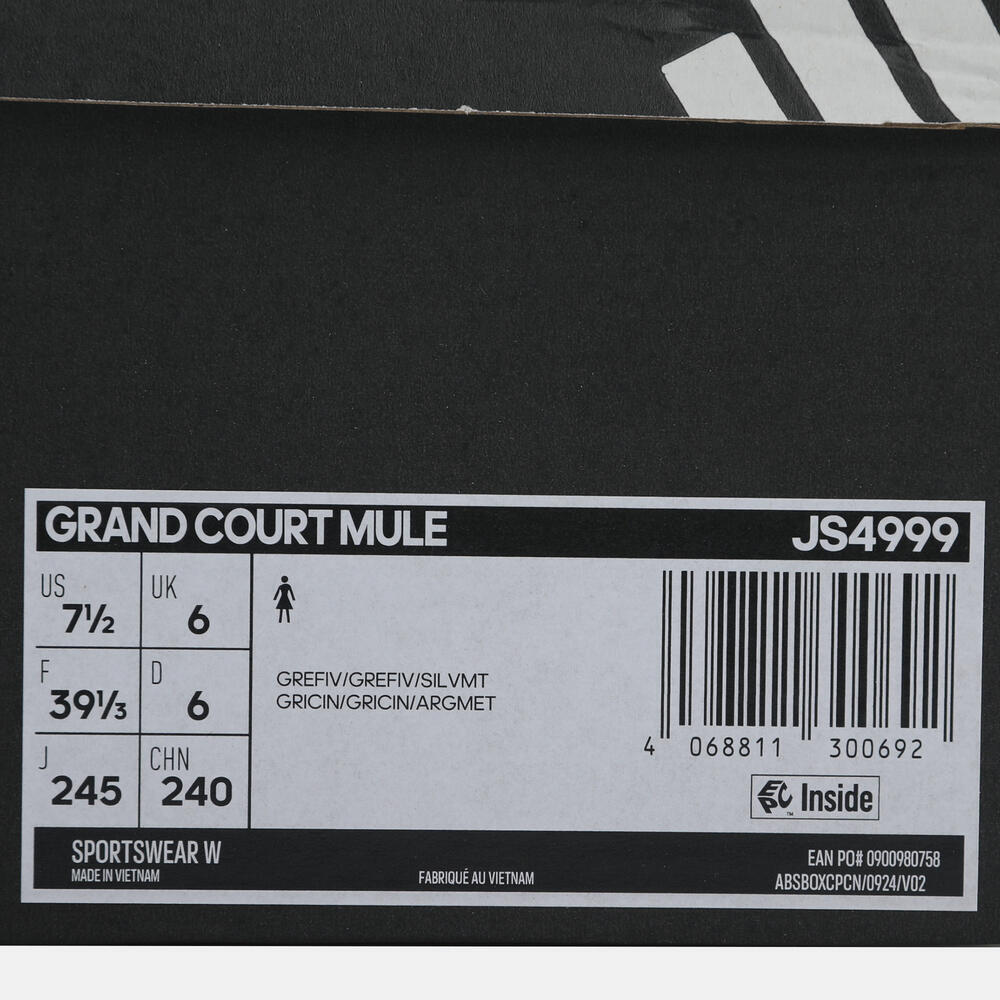 GRAND COURT MULE JS4999
US 7½ UK 6
F 39⅓ D 6
J 245 CHN 240
GREFIV/GREFIV/SILVMT
GRICIN/GRICIN/ARGMET
4 068811 300692
EPC Inside
™
SPORTSWEAR W
MADE IN VIETNAM
FABRIQUÉ AU VIETNAM
EAN PO# 0900980758
ABSBOXCPCN/0924/V02